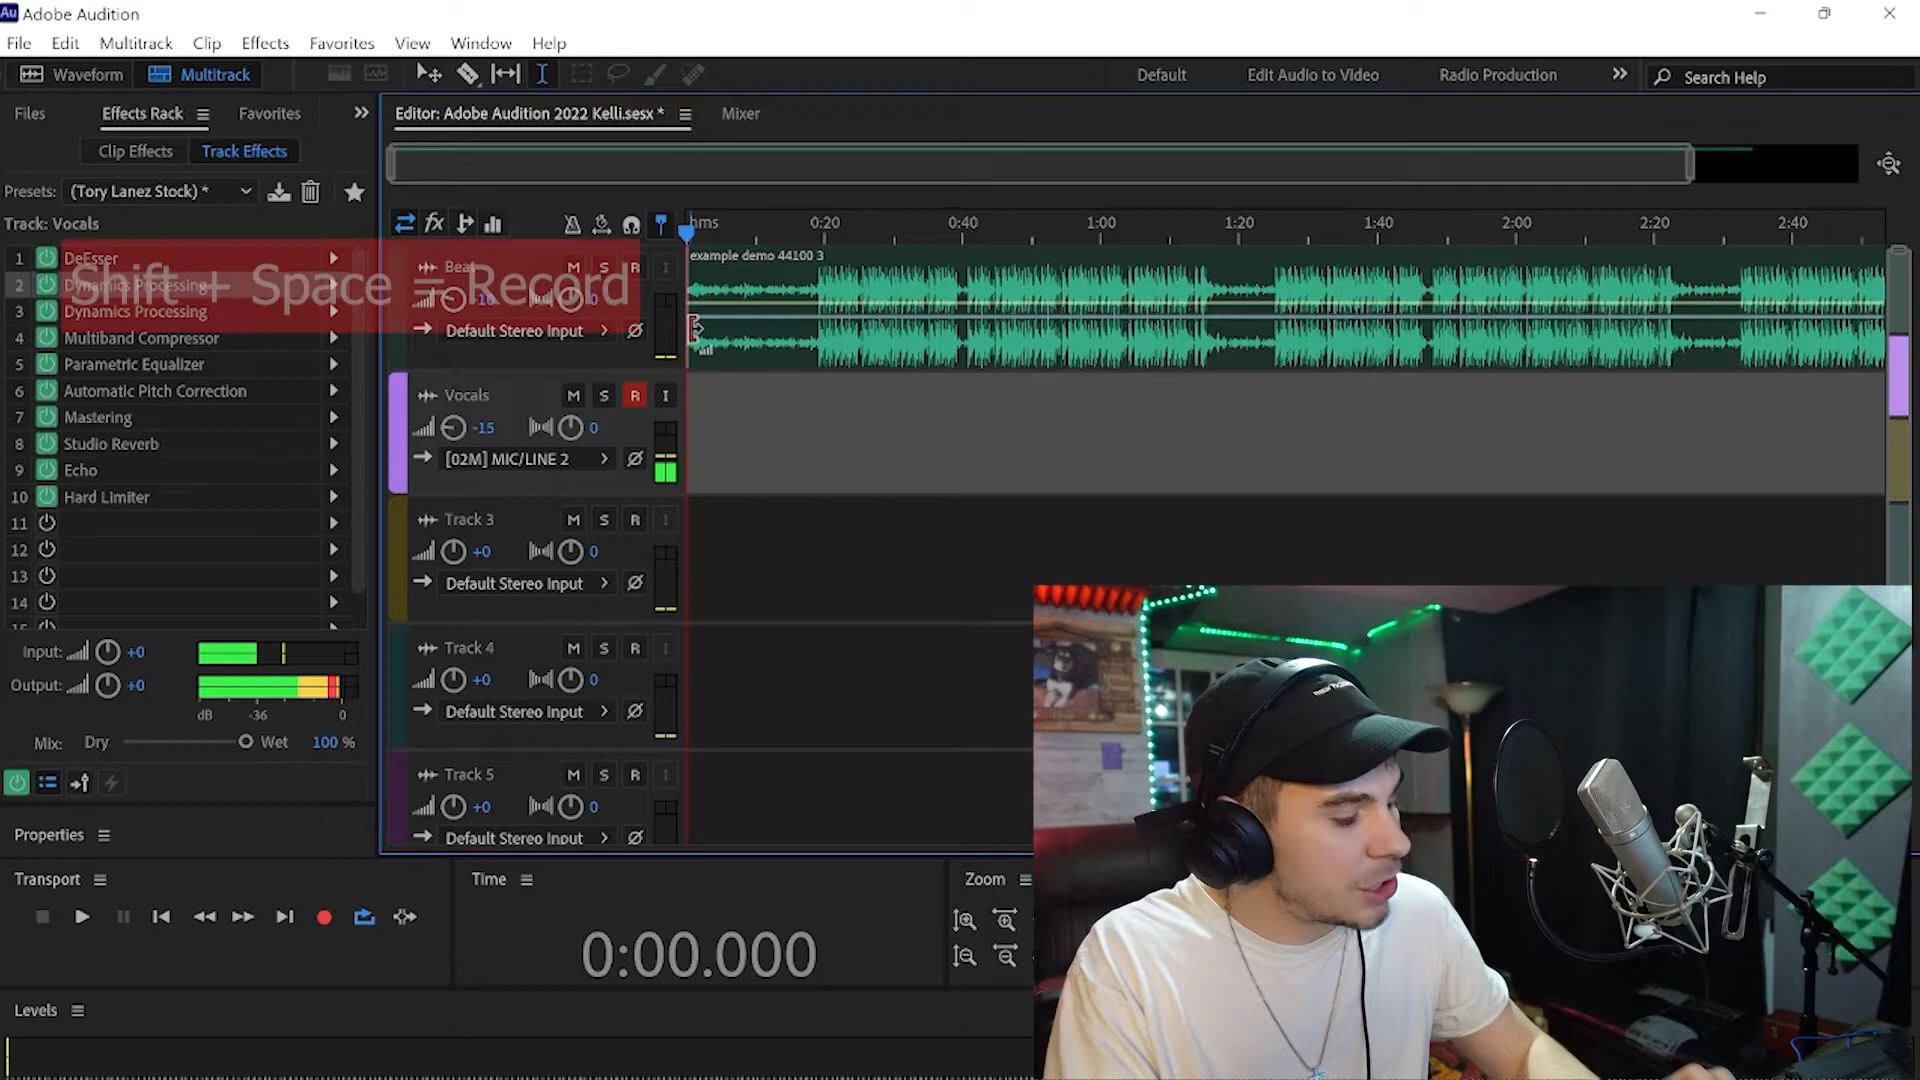 Au Adobe Audition
File Edit Multitrack Clip Effects Favorites View Window Help
Waveform Multitrack Default Edit Audio to Video Radio Production Search Help
Files Effects Rack Favorites
Editor: Adobe Audition 2022 Kelli.sesx * Mixer
Clip Effects Track Effects
Presets: (Tory Lanez Stock) *
Track: Vocals
hms 0:20 0:40 1:00 1:20 1:40 2:00 2:20 2:40
example demo 44100 3
Shift + Space = Record
1 DeEsser
2 Dynamics Processing
3 Dynamics Processing
4 Multiband Compressor
5 Parametric Equalizer
6 Automatic Pitch Correction
7 Mastering
8 Studio Reverb
9 Echo
10 Hard Limiter
11
12
13
14
15
Input: +0
Output: +0
dB -36 0
Mix: Dry Wet 100 %
Beat M S R I
-10 0
Default Stereo Input
Vocals M S R I
-15 0
[02M] MIC/LINE 2
Track 3 M S R I
+0 0
Default Stereo Input
Track 4 M S R I
+0 0
Default Stereo Input
Track 5 M S R I
+0 0
Default Stereo Input
Properties
Transport
Time
0:00.000
Zoom
Levels